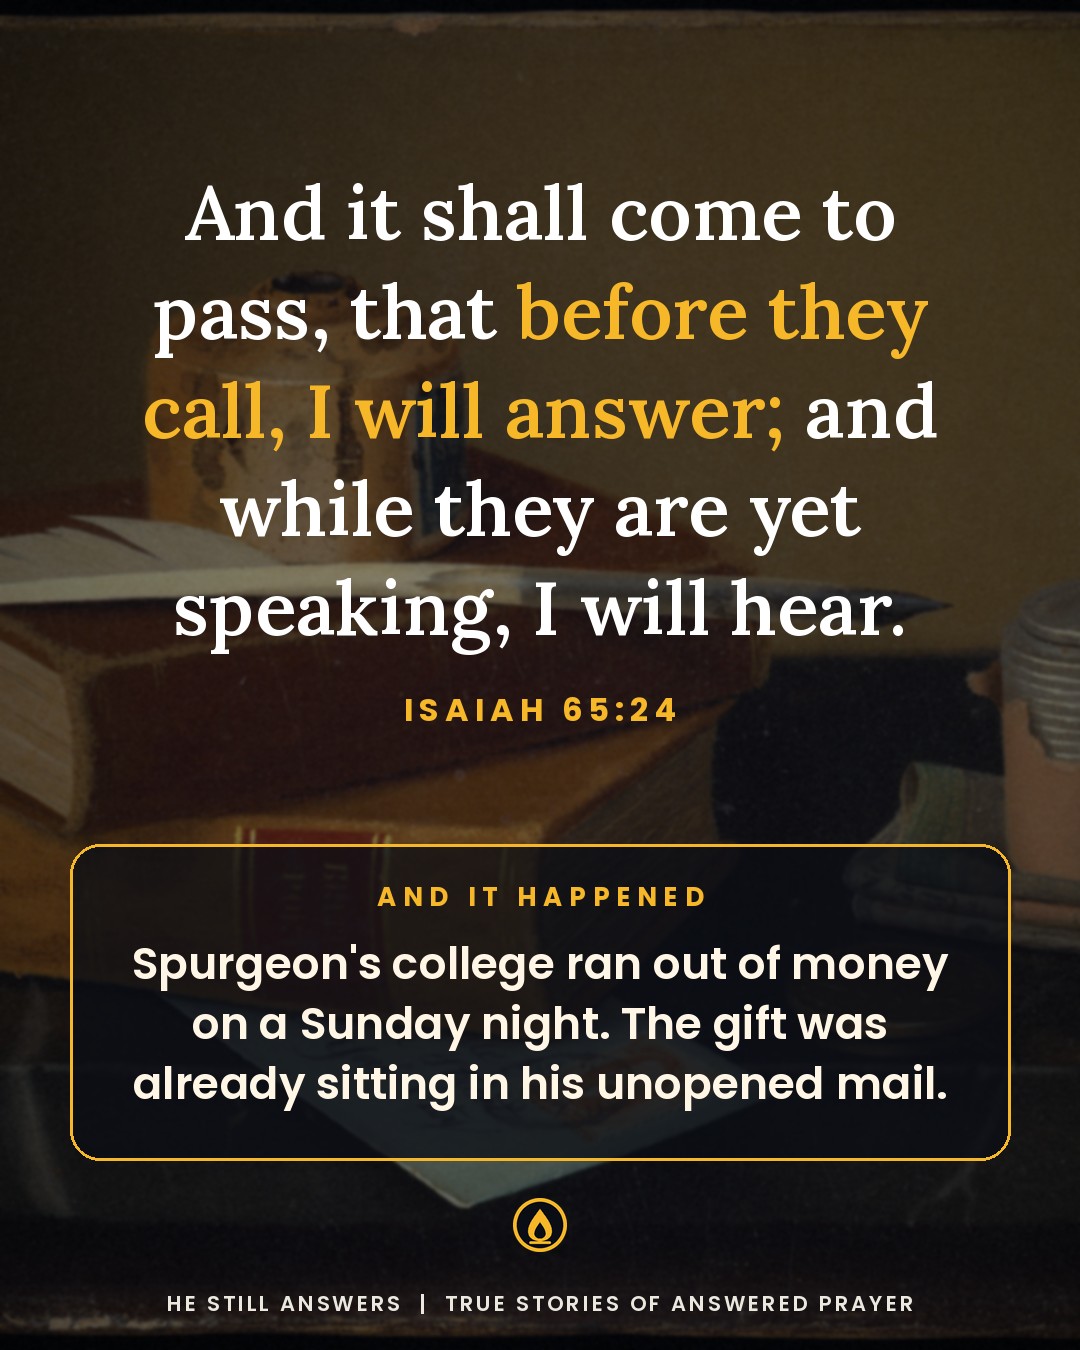 And it shall come to
pass, that before they
call, I will answer; and
while they are yet
speaking, I will hear.
ISAIAH 65:24
AND IT HAPPENED
Spurgeon's college ran out of money
on a Sunday night. The gift was
already sitting in his unopened mail.
HE STILL ANSWERS | TRUE STORIES OF ANSWERED PRAYER